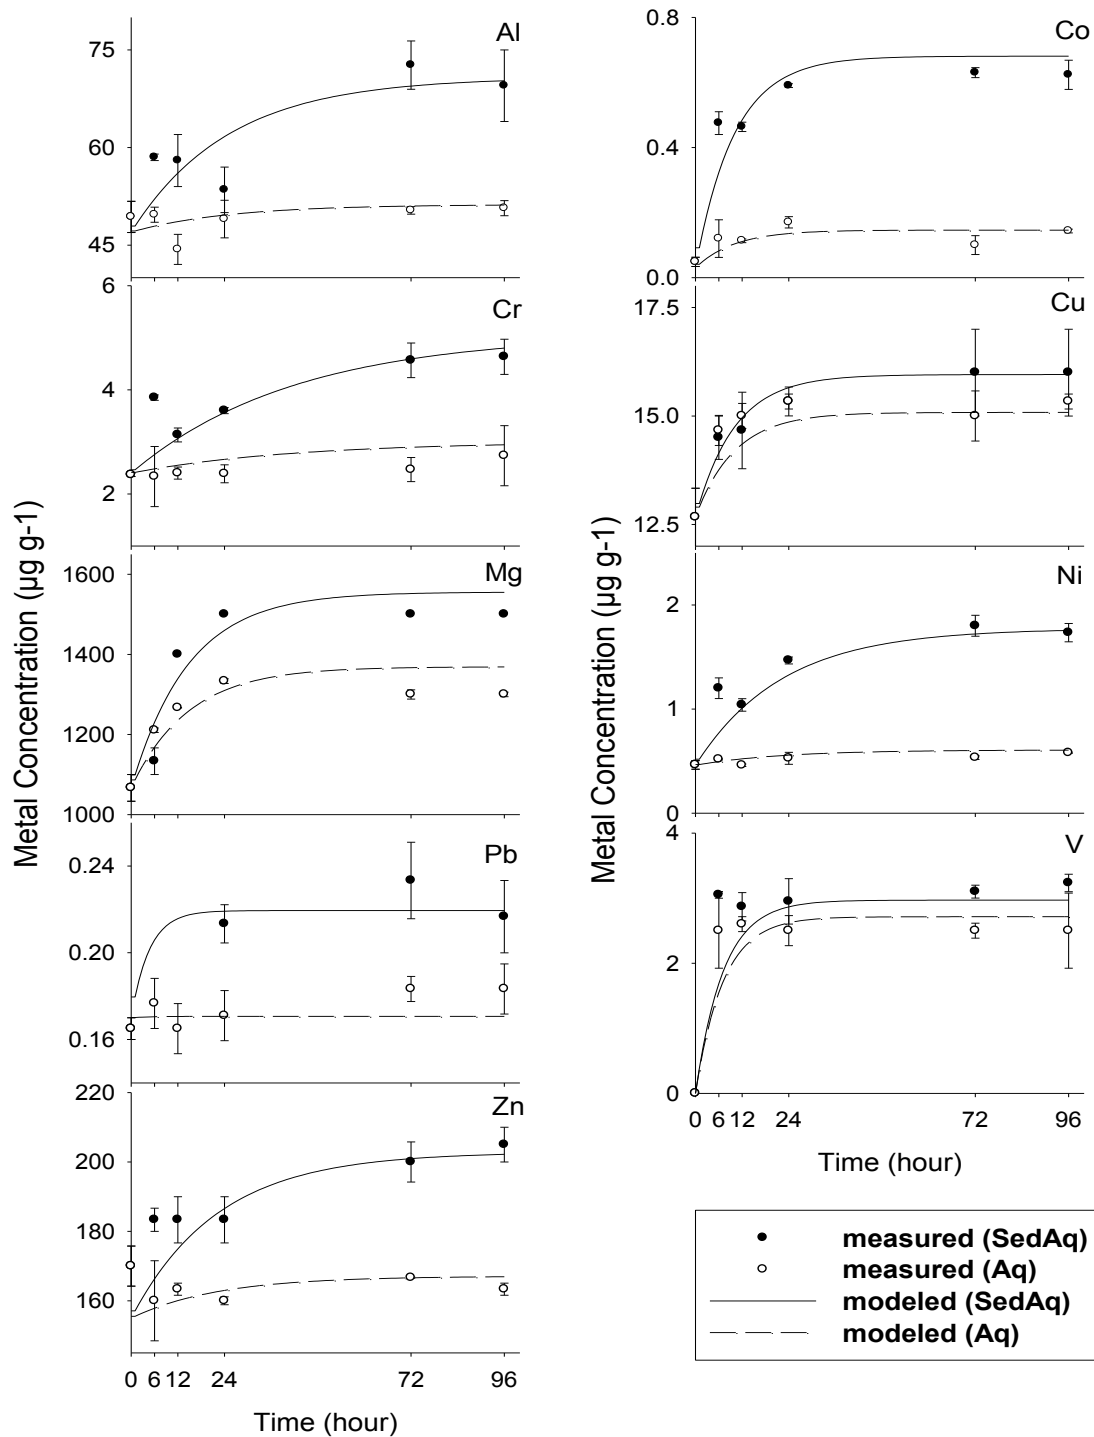 Al
75
60
45
Cr
6
4
2
Mg
1600
1400
1200
1000
Pb
0.24
0.20
0.16
Zn
220
200
180
160
0 6 12 24 72 96
Time (hour)
Metal Concentration (µg g-1)
Co
0.8
0.4
0.0
Cu
17.5
15.0
12.5
Ni
2
1
0
V
4
2
0
0 6 12 24 72 96
Time (hour)
Metal Concentration (µg g-1)
measured (SedAq)
measured (Aq)
modeled (SedAq)
modeled (Aq)